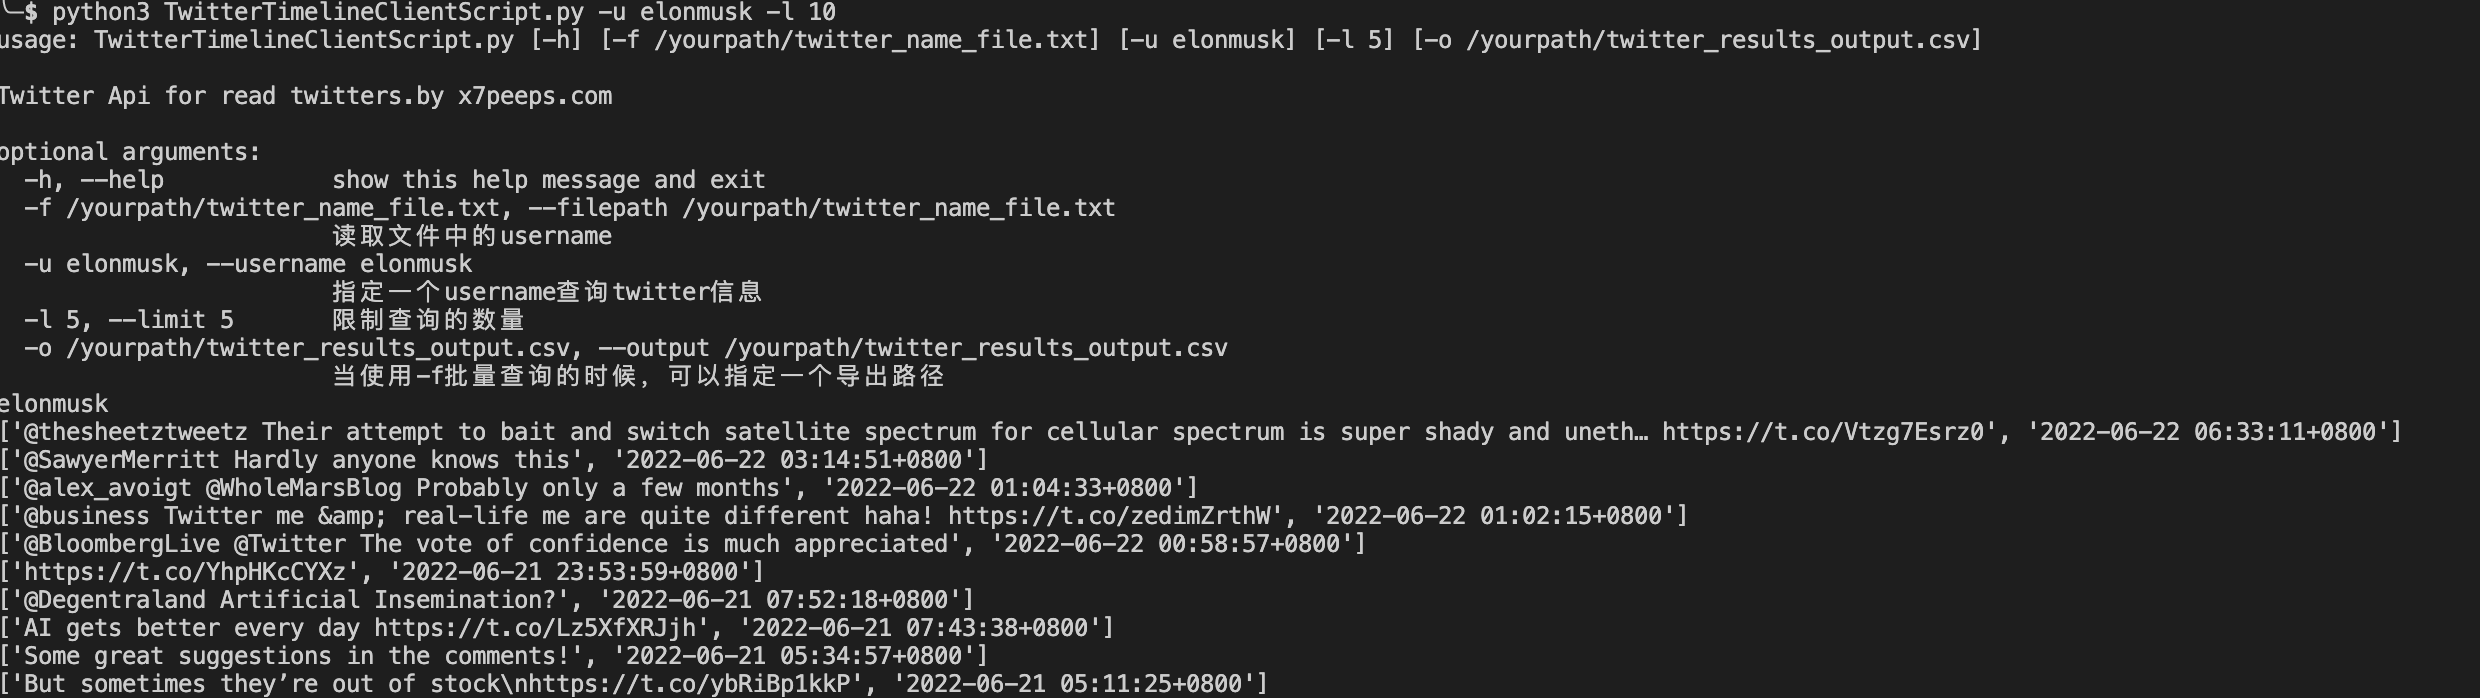 ╰─$ python3 TwitterTimelineClientScript.py -u elonmusk -l 10
usage: TwitterTimelineClientScript.py [-h] [-f /yourpath/twitter_name_file.txt] [-u elonmusk] [-l 5] [-o /yourpath/twitter_results_output.csv]
Twitter Api for read twitters.by x7peeps.com
optional arguments:
-h, --help show this help message and exit
-f /yourpath/twitter_name_file.txt, --filepath /yourpath/twitter_name_file.txt
读取文件中的username
-u elonmusk, --username elonmusk
指定一个username查询twitter信息
-l 5, --limit 5 限制查询的数量
-o /yourpath/twitter_results_output.csv, --output /yourpath/twitter_results_output.csv
当使用-f批量查询的时候，可以指定一个导出路径
elonmusk
['@thesheetztweetz Their attempt to bait and switch satellite spectrum for cellular spectrum is super shady and uneth… https://t.co/Vtzg7Esrz0', '2022-06-22 06:33:11+0800']
['@SawyerMerritt Hardly anyone knows this', '2022-06-22 03:14:51+0800']
['@alex_avoigt @WholeMarsBlog Probably only a few months', '2022-06-22 01:04:33+0800']
['@business Twitter me &amp; real-life me are quite different haha! https://t.co/zedimZrthW', '2022-06-22 01:02:15+0800']
['@BloombergLive @Twitter The vote of confidence is much appreciated', '2022-06-22 00:58:57+0800']
['https://t.co/YhpHKcCYXz', '2022-06-21 23:53:59+0800']
['@Degentraland Artificial Insemination?', '2022-06-21 07:52:18+0800']
['AI gets better every day https://t.co/Lz5XfXRJjh', '2022-06-21 07:43:38+0800']
['Some great suggestions in the comments!', '2022-06-21 05:34:57+0800']
['But sometimes they’re out of stock\nhttps://t.co/ybRiBp1kkP', '2022-06-21 05:11:25+0800']